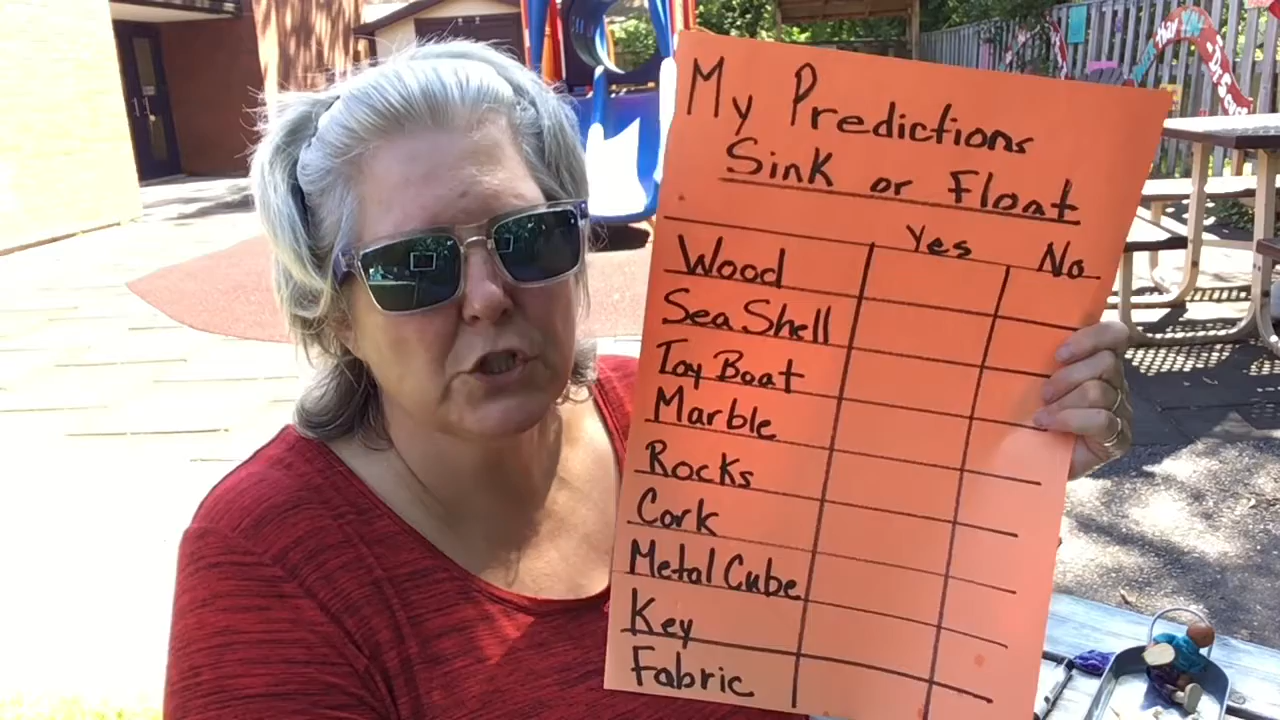 My Predictions
Sink or Float
Yes No
Wood
Sea Shell
Toy Boat
Marble
Rocks
Cork
Metal Cube
Key
Fabric